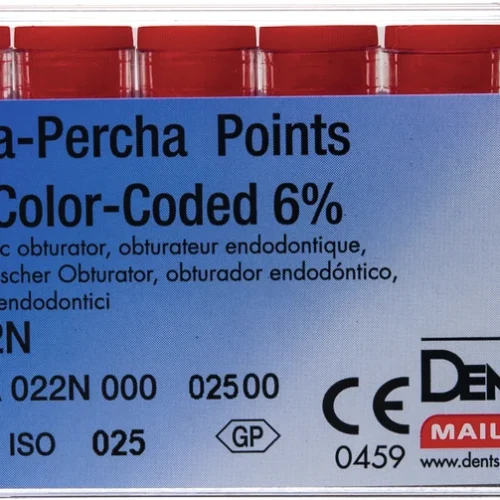 a-Percha Points
Color-Coded 6%
c obturator, obturateur endodontique,
scher Obturator, obturador endodóntico,
endodontici
2N
022N 000 02500
ISO 025 GP
CE
0459
DEN
MAIL
www.dents